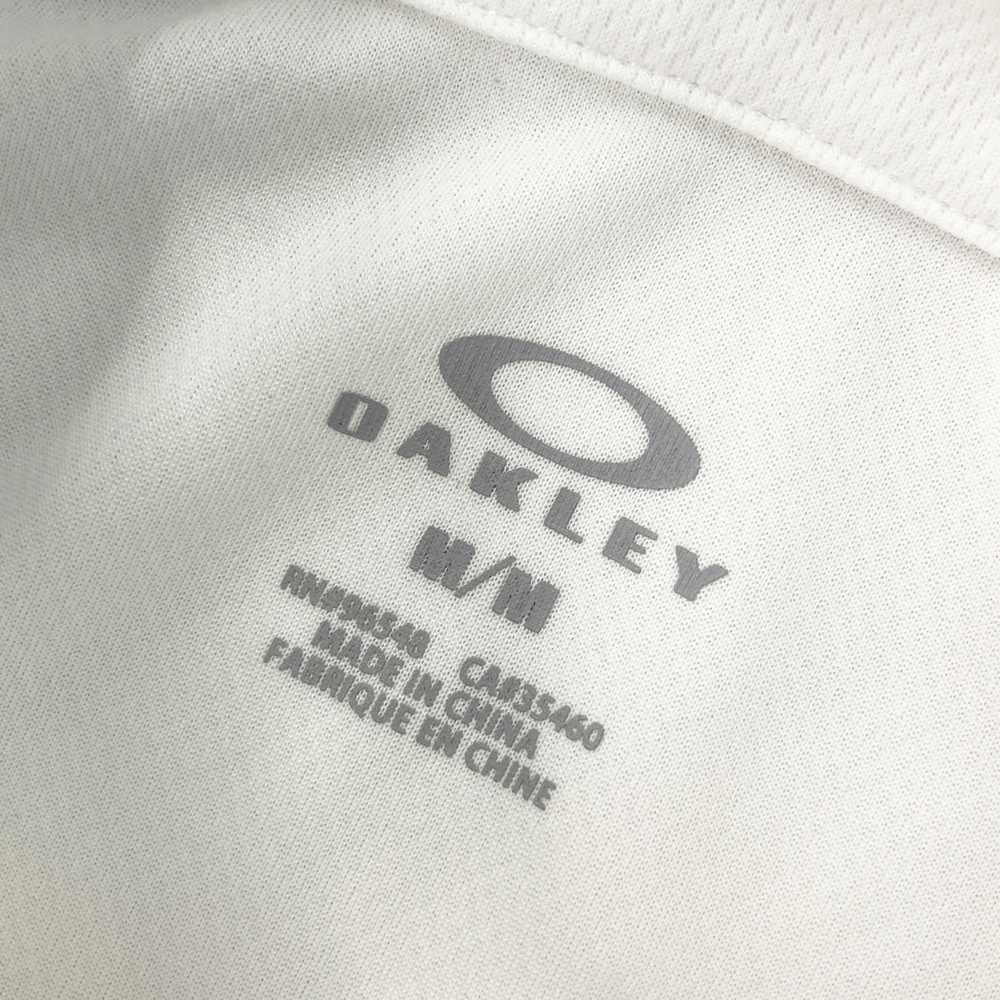 OAKLEY
M/M
RN#96548 CA#35460
MADE IN CHINA
FABRIQUE EN CHINE